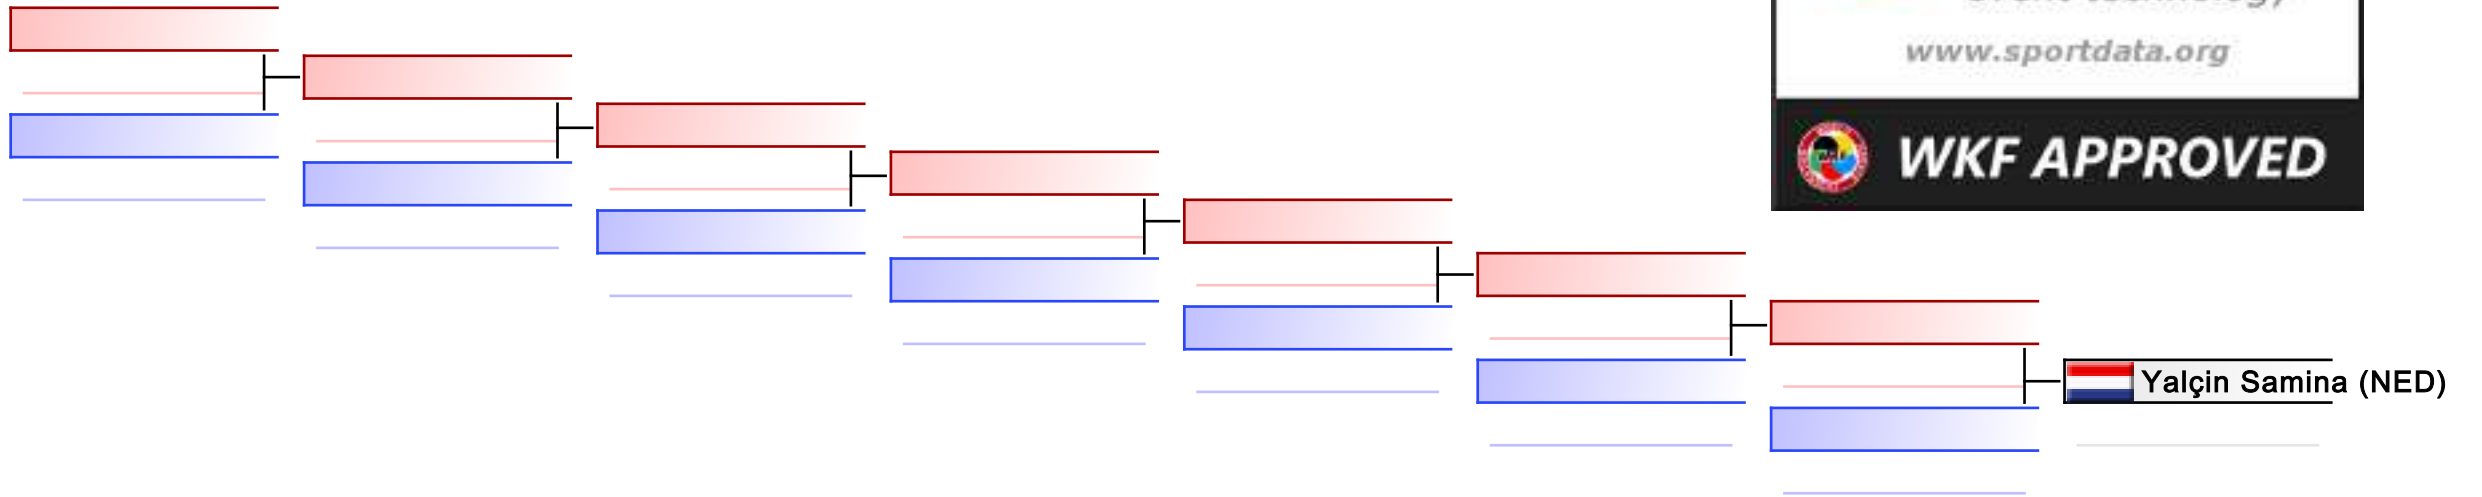 www.sportdata.org
WKF APPROVED
Yalçin Samina (NED)